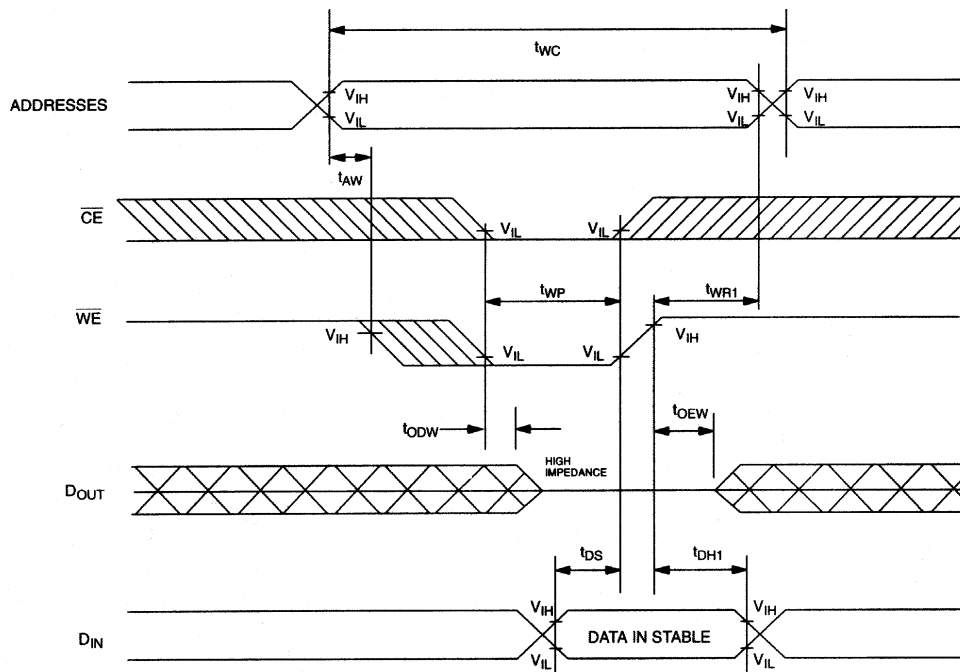 tWC
ADDRESSES
VIH
VIL
VIH
VIL
VIH
VIL
tAW
CE
VIL
VIL
tWP
tWR1
WE
VIH
VIL
VIL
VIH
tODW
tOEW
HIGH
IMPEDANCE
DOUT
tDS
tDH1
DIN
VIH
VIL
DATA IN STABLE
VIH
VIL